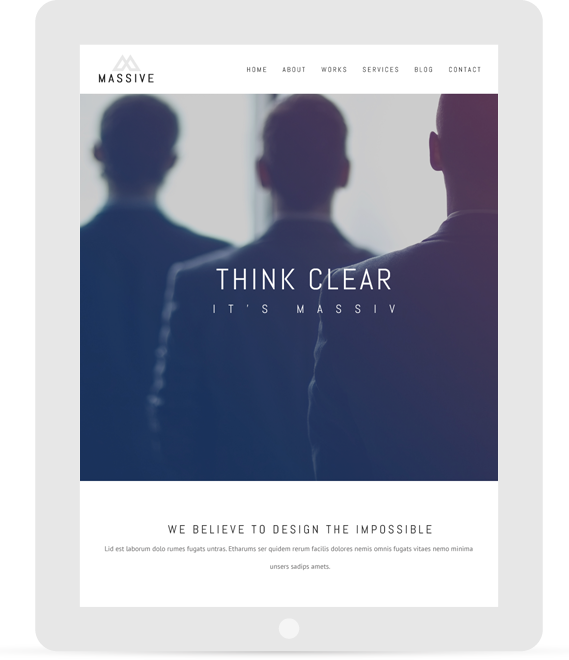 MASSIVE
HOME ABOUT WORKS SERVICES BLOG CONTACT
THINK CLEAR
IT'S MASSIV
WE BELIEVE TO DESIGN THE IMPOSSIBLE
Lid est laborum dolo rumes fugats untras. Etharums ser quidem rerum facilis dolores nemis omnis fugats vitaes nemo minima
unsers sadips amets.